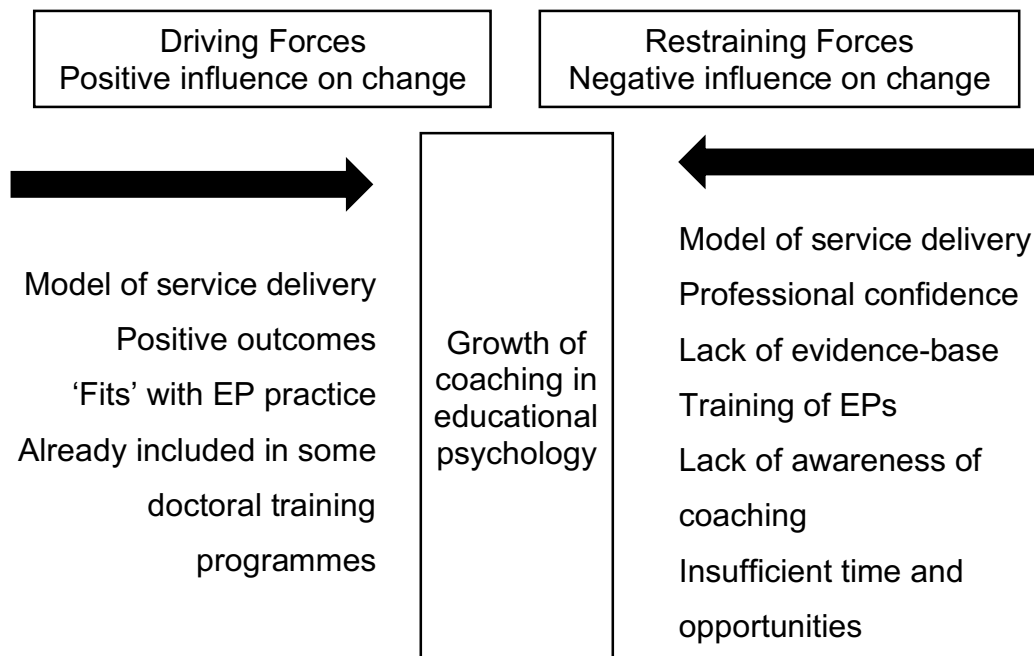 Driving Forces
Positive influence on change
Restraining Forces
Negative influence on change
Model of service delivery
Positive outcomes
‘Fits’ with EP practice
Already included in some
doctoral training
programmes
Growth of
coaching in
educational
psychology
Model of service delivery
Professional confidence
Lack of evidence-base
Training of EPs
Lack of awareness of
coaching
Insufficient time and
opportunities